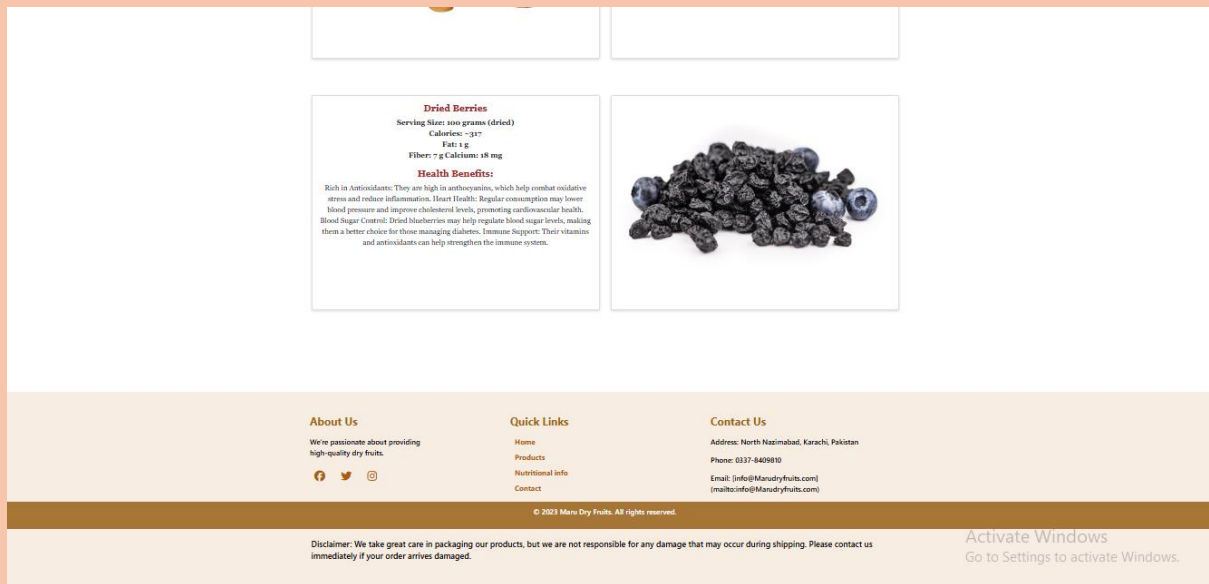 Dried Berries
Serving Size: 100 grams (dried)
Calories: ~317
Fat: 1 g
Fiber: 7 g Calcium: 18 mg
Health Benefits:
Rich in Antioxidants: They are high in anthocyanins, which help combat oxidative
stress and reduce inflammation. Heart Health: Regular consumption may lower
blood pressure and improve cholesterol levels, promoting cardiovascular health.
Blood Sugar Control: Dried blueberries may help regulate blood sugar levels, making
them a better choice for those managing diabetes. Immune Support: Their vitamins
and antioxidants can help strengthen the immune system.
About Us
We're passionate about providing
high-quality dry fruits.
Quick Links
Home
Products
Nutritional info
Contact
Contact Us
Address: North Nazimabad, Karachi, Pakistan
Phone: 0337-8409810
Email: [info@Marudryfruits.com]
(mailto:info@Marudryfruits.com)
© 2023 Maru Dry Fruits. All rights reserved.
Disclaimer: We take great care in packaging our products, but we are not responsible for any damage that may occur during shipping. Please contact us
immediately if your order arrives damaged.
Activate Windows
Go to Settings to activate Windows.